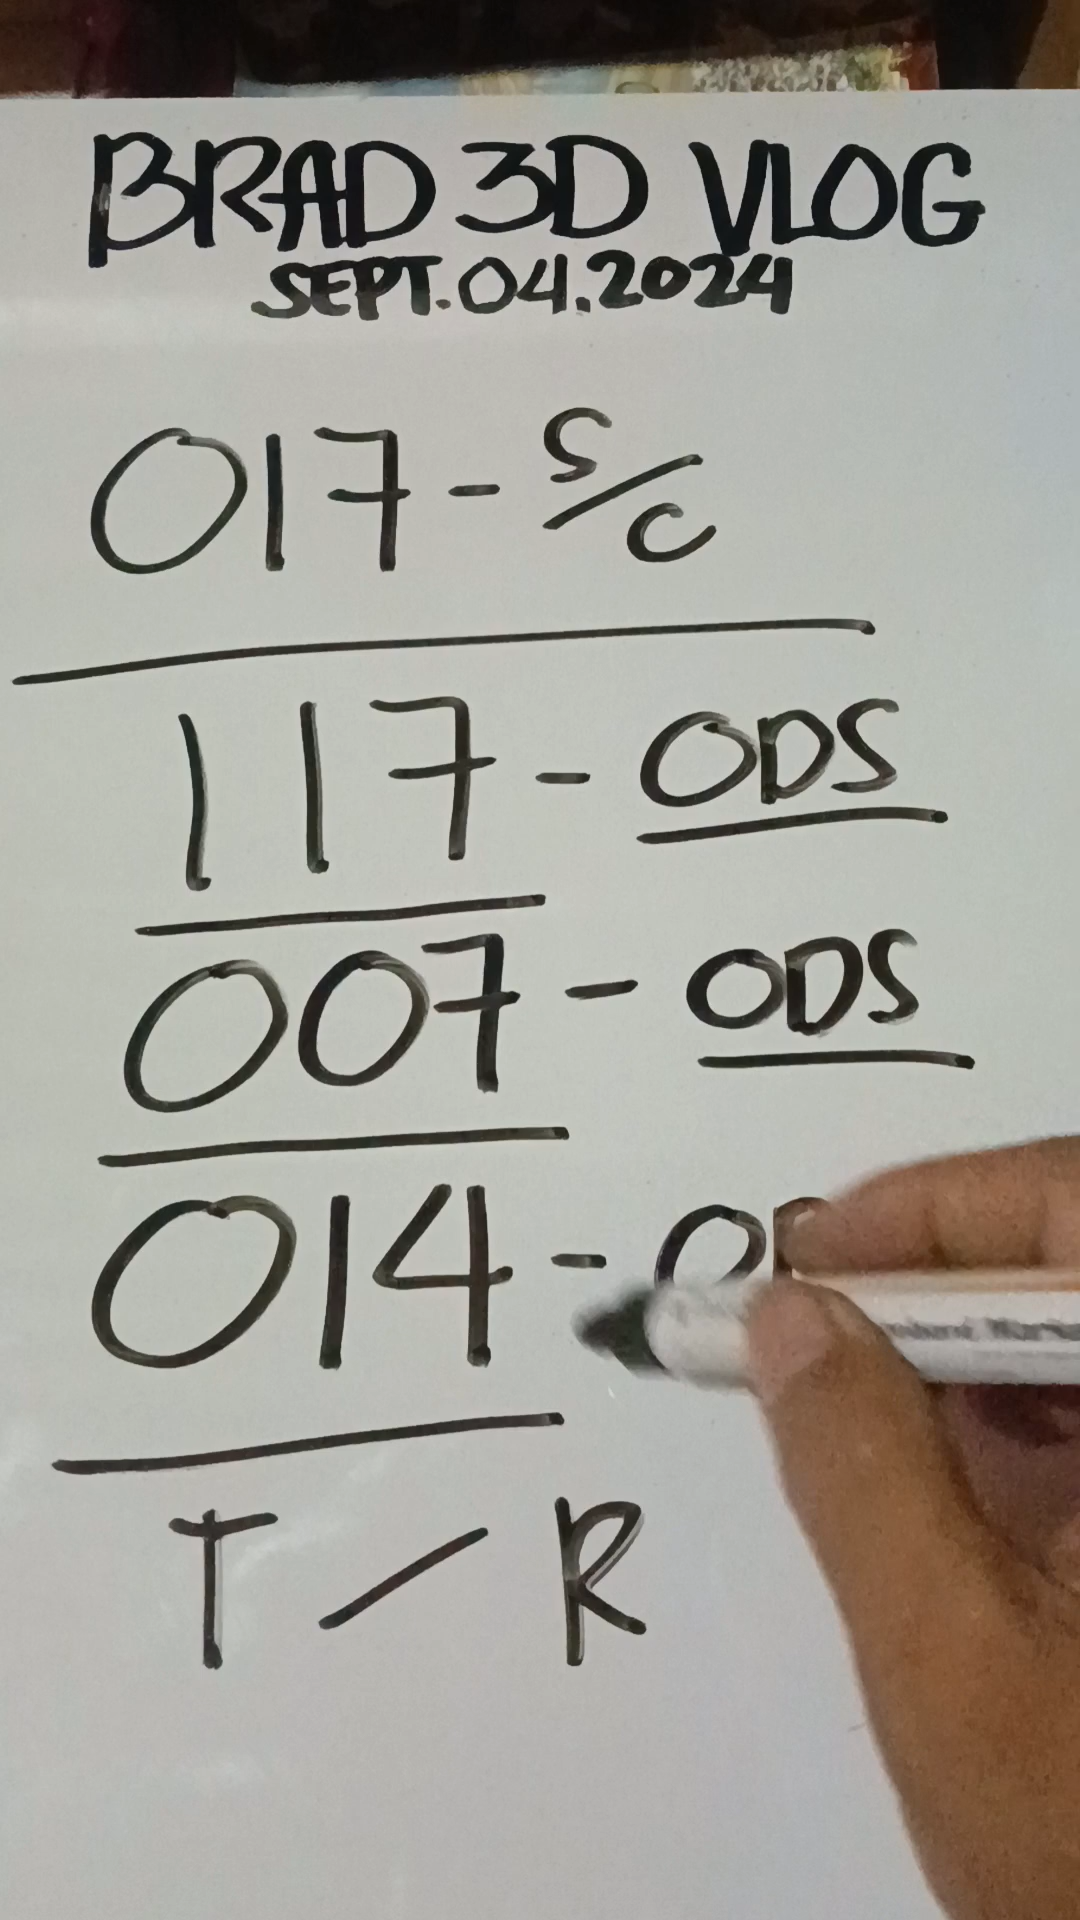 BRAD 3D VLOG
SEPT.04.2024
017 - S/C
117 - ODS
007 - ODS
014 -
T / R